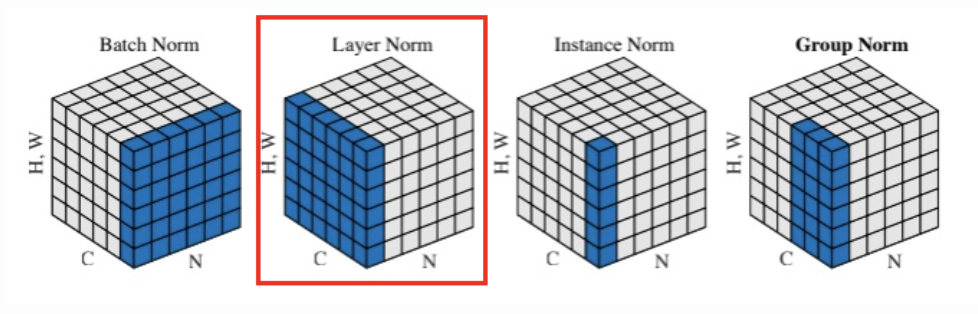 Batch Norm
Layer Norm
Instance Norm
Group Norm
H, W
C
N
H, W
C
N
H, W
C
N
H, W
C
N